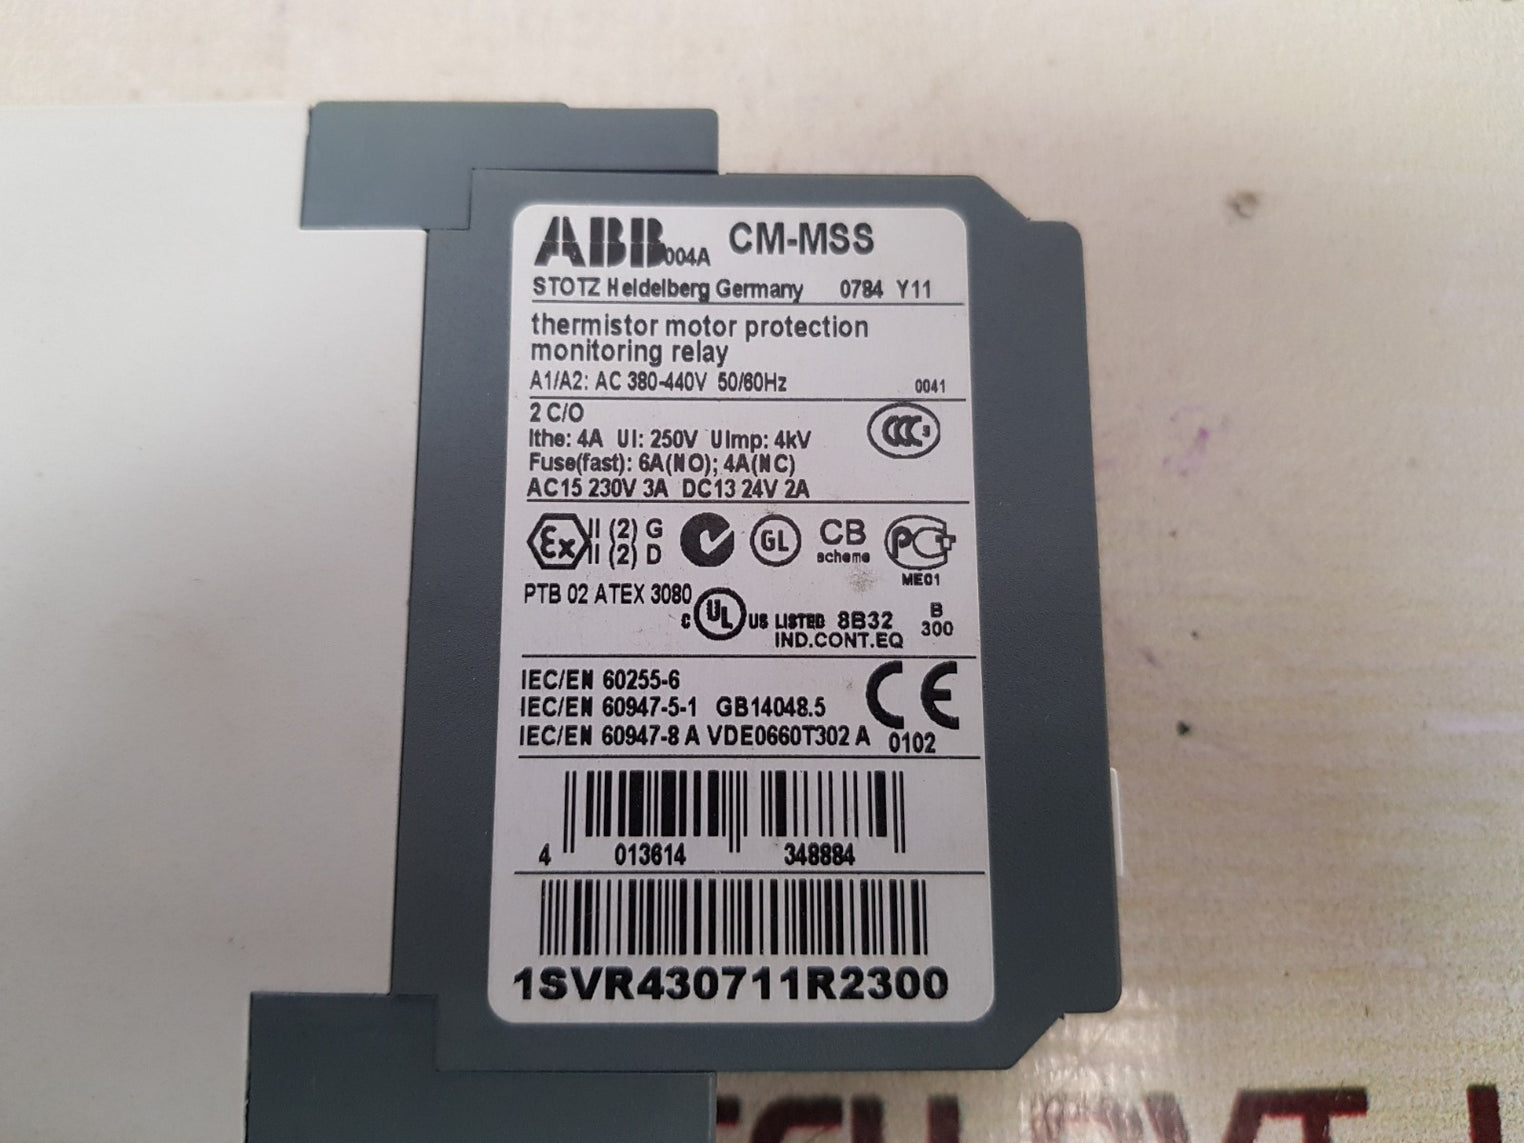 ABB 004A CM-MSS
STOTZ Heidelberg Germany 0784 Y11
thermistor motor protection
monitoring relay
A1/A2: AC 380-440V 50/60Hz 0041
2 C/O
Ithe: 4A UI: 250V UImp: 4kV
Fuse(fast): 6A(NO); 4A(NC)
AC15 230V 3A DC13 24V 2A
CCC S
Ex II (2) G
II (2) D
GL
CB
scheme
PCT
ME01
PTB 02 ATEX 3080
C UL US LISTED 8B32
IND.CONT.EQ
B
300
IEC/EN 60255-6
IEC/EN 60947-5-1 GB14048.5
IEC/EN 60947-8 A VDE0660T302 A
CE
0102
4 013614 348884
1SVR430711R2300